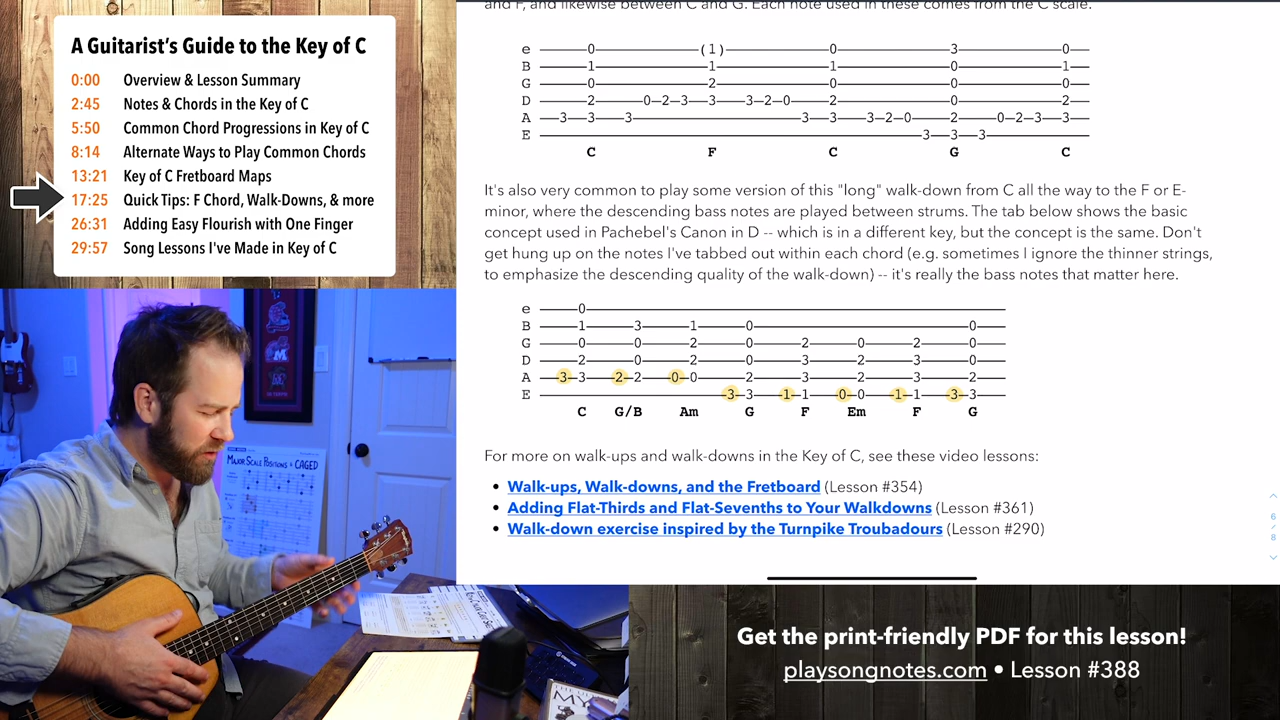 A Guitarist's Guide to the Key of C
0:00 Overview & Lesson Summary
2:45 Notes & Chords in the Key of C
5:50 Common Chord Progressions in Key of C
8:14 Alternate Ways to Play Common Chords
13:21 Key of C Fretboard Maps
17:25 Quick Tips: F Chord, Walk-Downs, & more
26:31 Adding Easy Flourish with One Finger
29:57 Song Lessons I've Made in Key of C
and F, and likewise between C and G. Each note used in these comes from the C scale.
e 0 (1) 0 3 0
B 1 1 1 0 1
G 0 2 0 0 0
D 2 0-2-3 3 3-2-0 2 0 2
A 3 3 3 3 3 3-2-0 2 0-2-3 3
E 3 3 3
C F C G C
It's also very common to play some version of this "long" walk-down from C all the way to the F or E-
minor, where the descending bass notes are played between strums. The tab below shows the basic
concept used in Pachebel's Canon in D -- which is in a different key, but the concept is the same. Don't
get hung up on the notes I've tabbed out within each chord (e.g. sometimes I ignore the thinner strings,
to emphasize the descending quality of the walk-down) -- it's really the bass notes that matter here.
e 0
B 1 3 1 0 0
G 0 0 2 0 2 0 2 0
D 2 0 2 0 3 2 3 0
A 3-3 2-2 0-0 2 3 2 3 2
E 3-3 1-1 0-0 1-1 3-3
C G/B Am G F Em F G
For more on walk-ups and walk-downs in the Key of C, see these video lessons:
• Walk-ups, Walk-downs, and the Fretboard (Lesson #354)
• Adding Flat-Thirds and Flat-Sevenths to Your Walkdowns (Lesson #361)
• Walk-down exercise inspired by the Turnpike Troubadours (Lesson #290)
6
/
8
MAJOR SCALE POSITIONS + CAGED
MY
Get the print-friendly PDF for this lesson!
playsongnotes.com • Lesson #388